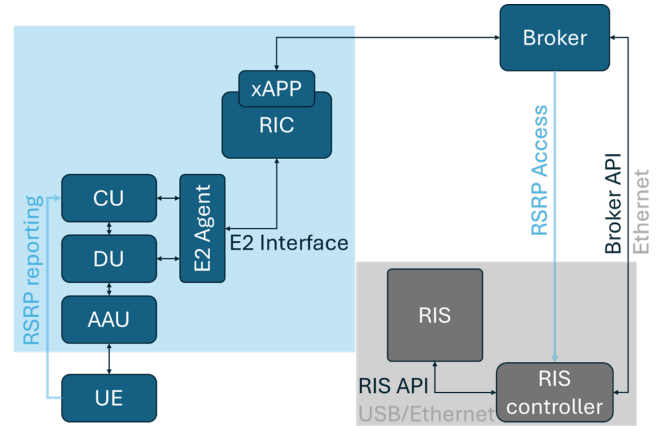 Broker
xAPP
RIC
CU
DU
AAU
UE
E2 Agent
E2 Interface
RSRP reporting
RSRP Access
Broker API
Ethernet
RIS
RIS API
USB/Ethernet
RIS
controller